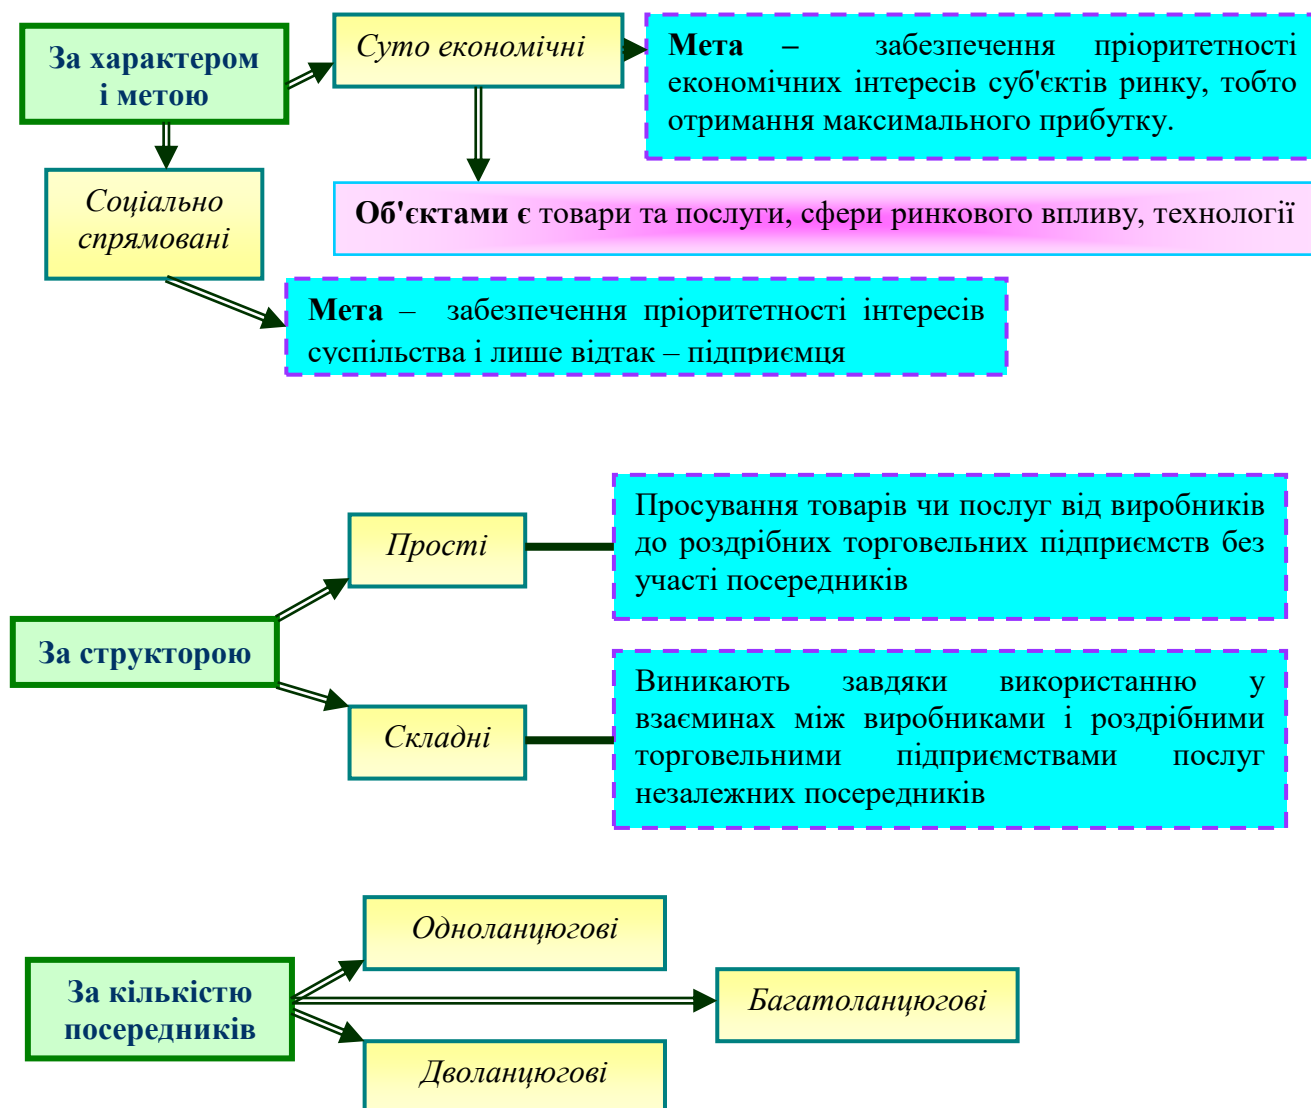 За характером
і метою
Суто економічні
Мета – забезпечення пріоритетності
економічних інтересів суб'єктів ринку, тобто
отримання максимального прибутку.
Соціально
спрямовані
Об'єктами є товари та послуги, сфери ринкового впливу, технології
Мета – забезпечення пріоритетності інтересів
суспільства і лише відтак – підприємця
Заструкторою
Прості
Просування товарів чи послуг від виробників
до роздрібних торговельних підприємств без
участі посередників
Складні
Виникають завдяки використанню у
взаєминах між виробниками і роздрібними
торговельними підприємствами послуг
незалежних посередників
За кількістю
посередників
Одноланцюгові
Багатоланцюгові
Дволанцюгові